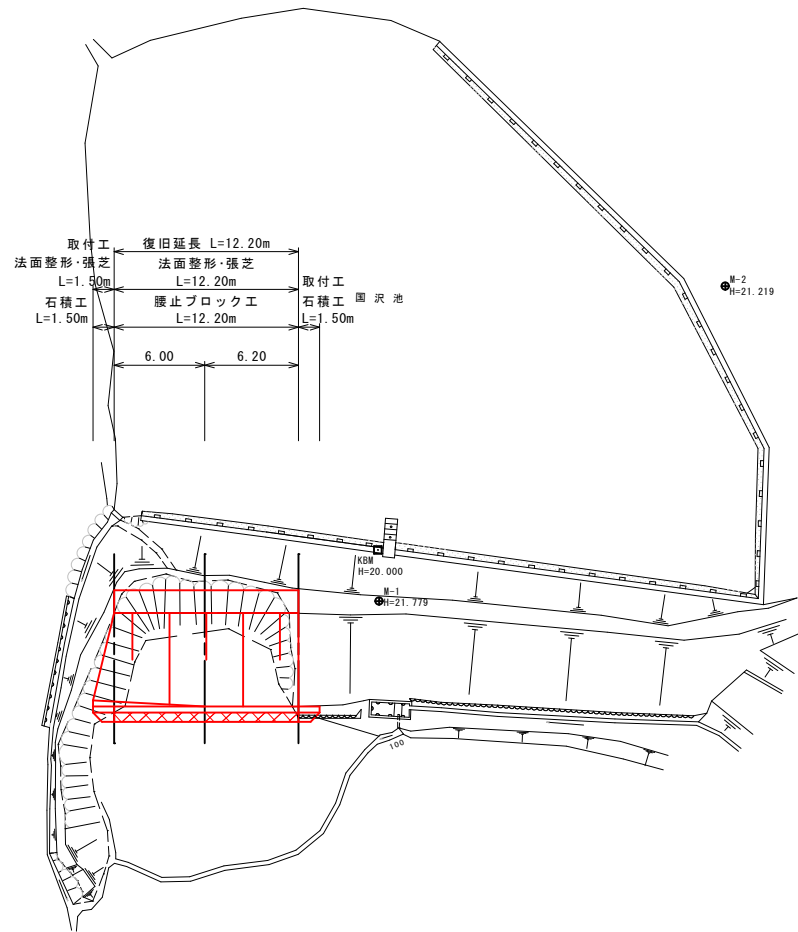 取付工
復旧延長 L=12.20m
法面整形･張芝
法面整形･張芝
L=1.50m
L=12.20m
取付工
石積工
腰止ブロック工
石積工
国沢池
L=1.50m
L=12.20m
L=1.50m
6.00
6.20
M-2
H=21.219
KBM
H=20.000
M-1
H=21.779
100